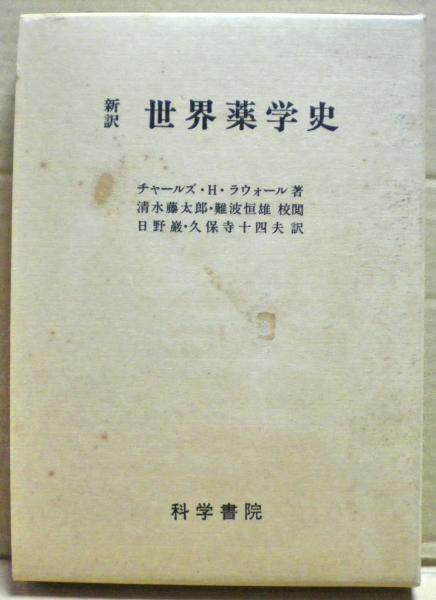 新訳 世界薬学史
チャールズ・H・ラウォール 著
清水藤太郎・難波恒雄 校閲
日野巌・久保寺十四夫 訳
科学書院